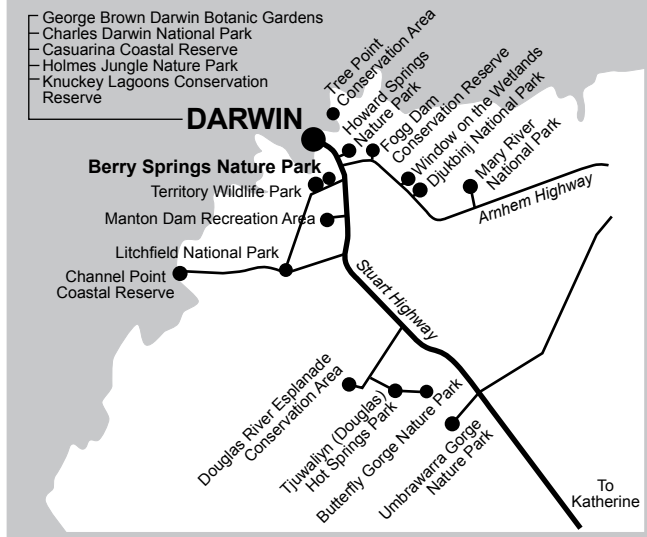 George Brown Darwin Botanic Gardens
Charles Darwin National Park
Casuarina Coastal Reserve
Holmes Jungle Nature Park
Knuckey Lagoons Conservation
Reserve
DARWIN
Tree Point
Conservation Area
Howard Springs
Nature Park
Fogg Dam
Conservation Reserve
Window on the Wetlands
Djukbinj National Park
Mary River
National Park
Arnhem Highway
Berry Springs Nature Park
Territory Wildlife Park
Manton Dam Recreation Area
Litchfield National Park
Channel Point
Coastal Reserve
Stuart Highway
Douglas River Esplanade
Conservation Area
Tjuwaliyn (Douglas)
Hot Springs Park
Butterfly Gorge Nature Park
Umbrawarra Gorge
Nature Park
To
Katherine